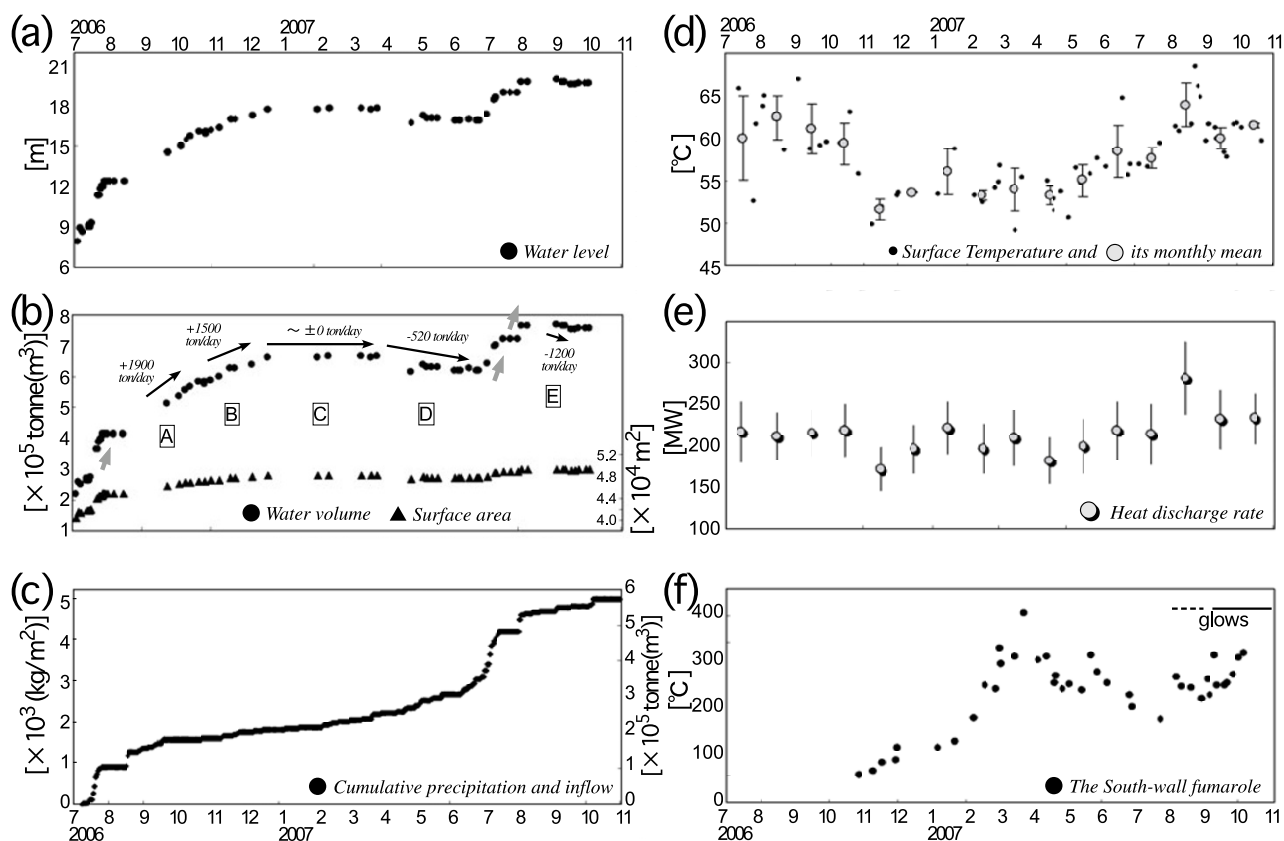 (a)
2006 2007
7 8 9 10 11 12 1 2 3 4 5 6 7 8 9 10 11
21
18
15
12
9
6
[m]
Water level
(b)
8
7
6
5
4
3
2
1
[×10⁵ tonne(m³)]
+1900
ton/day
+1500
ton/day
~ ±0 ton/day
-520 ton/day
-1200
ton/day
A
B
C
D
E
5.2
4.8
4.4
4.0
[×10⁴ m²]
Water volume Surface area
(c)
5
4
3
2
1
0
[×10³ (kg/m²)]
6
5
4
3
2
1
0
[×10⁵ tonne(m³)]
Cumulative precipitation and inflow
7 8 9 10 11 12 1 2 3 4 5 6 7 8 9 10 11
2006 2007
(d)
2006 2007
7 8 9 10 11 12 1 2 3 4 5 6 7 8 9 10 11
65
60
55
50
45
[°C]
Surface Temperature and its monthly mean
(e)
300
250
200
150
100
[MW]
Heat discharge rate
(f)
400
300
200
100
0
[°C]
glows
The South-wall fumarole
7 8 9 10 11 12 1 2 3 4 5 6 7 8 9 10 11
2006 2007